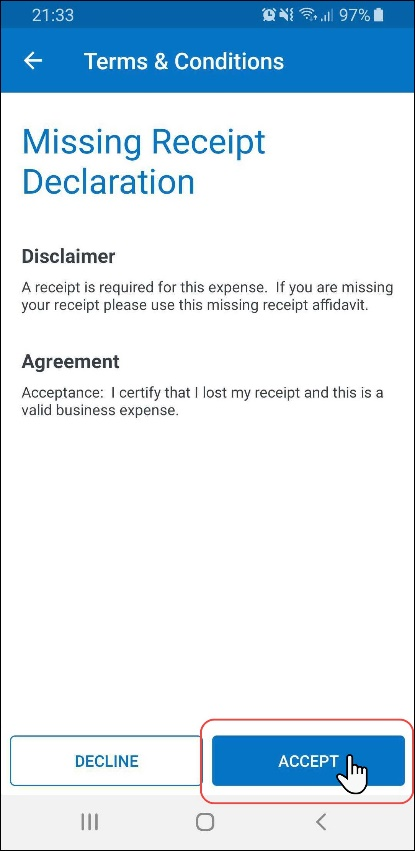 21:33 97%
Terms & Conditions
Missing Receipt
Declaration
Disclaimer
A receipt is required for this expense.  If you are missing
your receipt please use this missing receipt affidavit.
Agreement
Acceptance:  I certify that I lost my receipt and this is a
valid business expense.
DECLINE ACCEPT